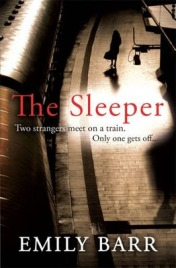 The Sleeper
Two strangers meet on a train.
Only one gets off...
EMILY BARR